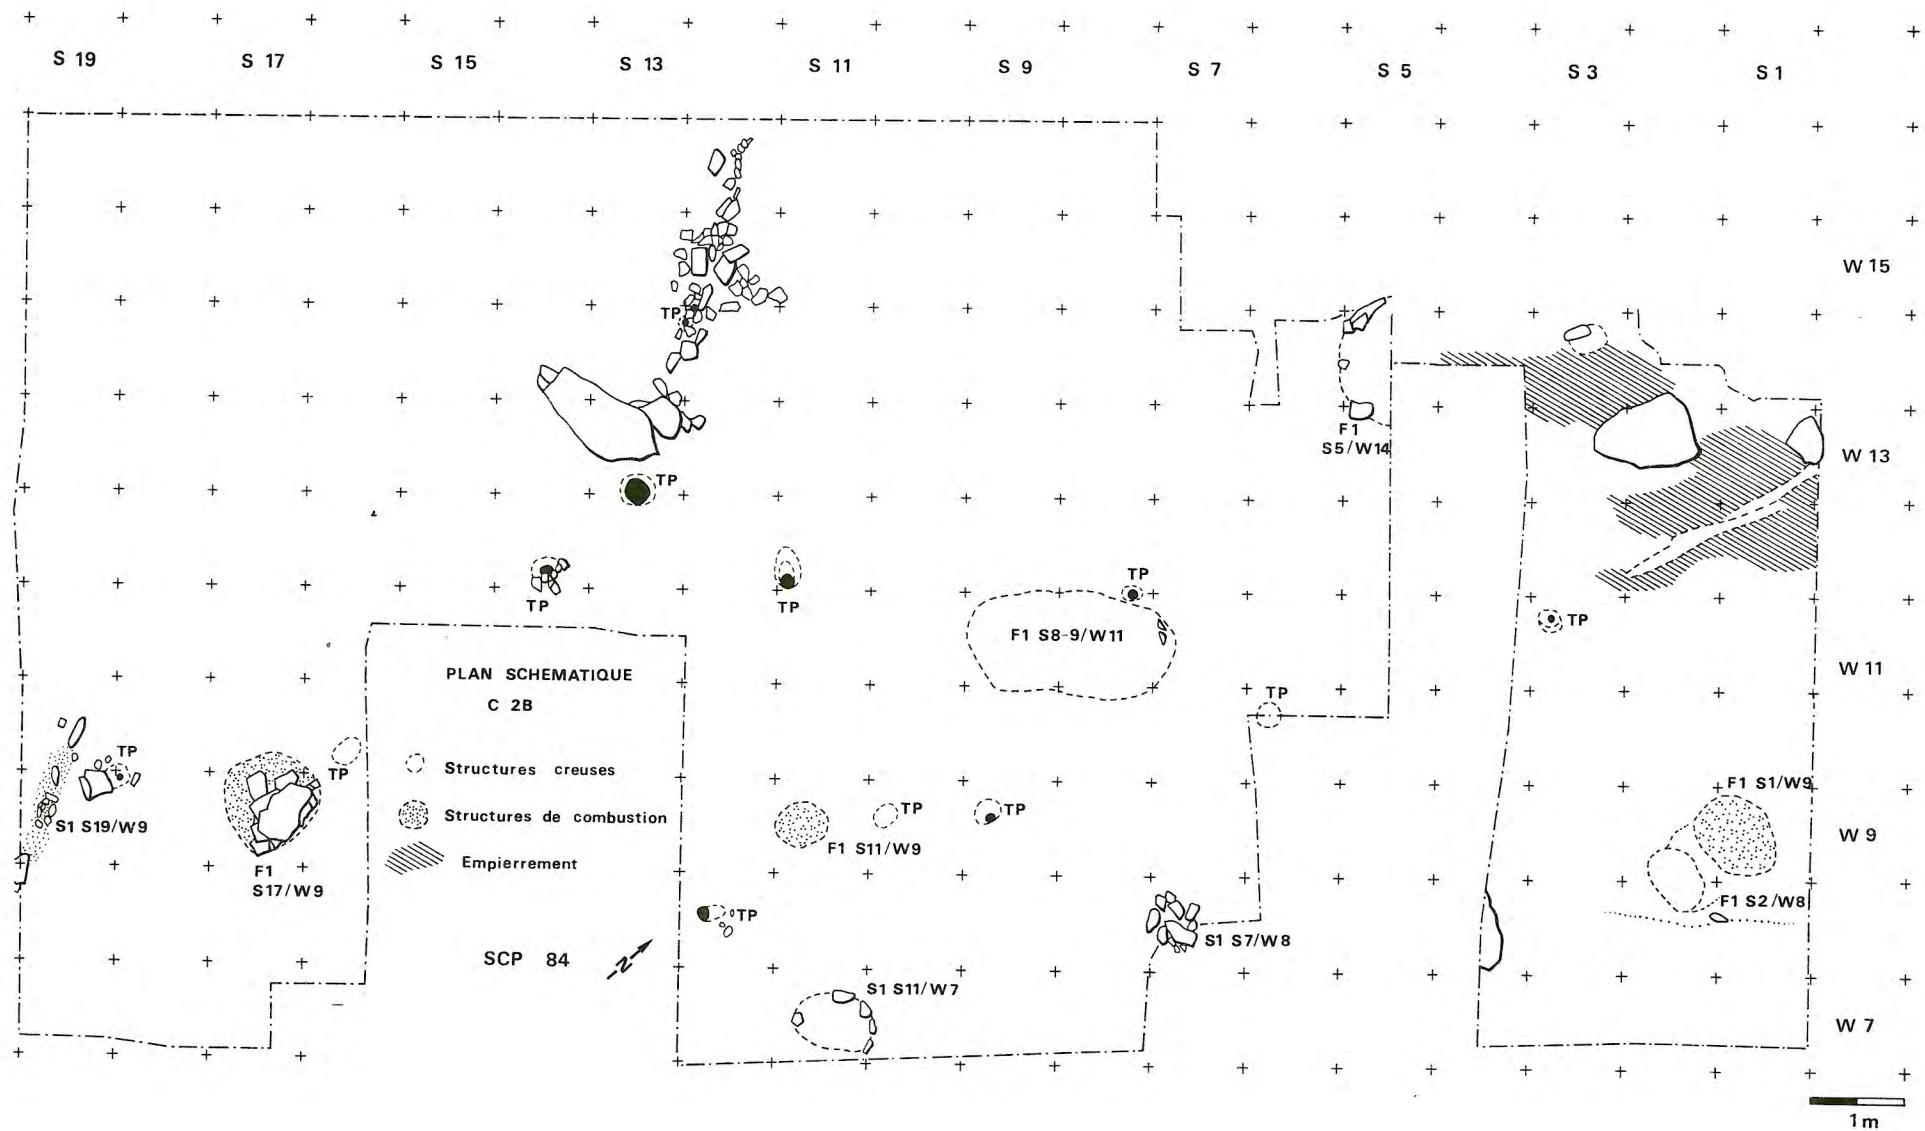 S 19 S 17 S 15 S 13 S 11 S 9 S 7 S 5 S 3 S 1
W 15
TP
F1
S5/W14
W 13
TP
TP
TP
TP
TP
F1 S8-9/W11
W 11
TP
PLAN SCHEMATIQUE
C 2B
Structures creuses
Structures de combustion
Empierrement
TP
TP
S1 S19/W9
F1
S17/W9
TP
TP
F1 S11/W9
F1 S1/W9
W 9
F1 S2/W8
TP
S1 S7/W8
SCP 84
N
S1 S11/W7
W 7
1m